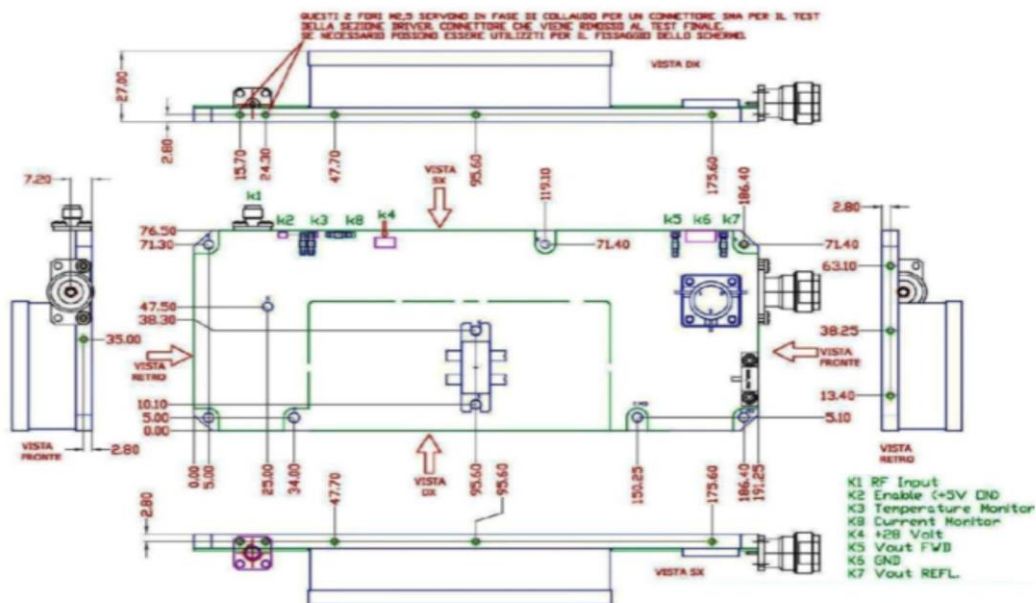 QUESTI 2 FORI M2,5 SERVONO IN FASE DI COLLAUDO PER UN CONNETTORE SMA PER IL TEST
DELLA SEZIONE DRIVER. CONNETTORE CHE VIENE RIMOSSO AL TEST FINALE.
SE NECESSARIO POSSONO ESSERE UTILIZZTI PER IL FISSAGGIO DELLO SCHERMO.
VISTA DX
27.00
2.80
15.70
24.30
47.70
95.60
175.60
186.40
119.10
VISTA
SX
7.20
2.80
k1
k2
k3
k8
k4
k5
k6
k7
76.50
71.30
71.40
71.40
63.10
47.50
38.30
38.25
35.00
VISTA
RETRO
VISTA
FRONTE
13.40
10.10
5.00
0.00
5.10
VISTA
FRONTE
2.80
VISTA
RETRO
0.00
5.00
25.00
34.00
47.70
VISTA
DX
95.60
95.60
150.25
175.60
186.40
191.25
2.80
VISTA SX
K1 RF Input
K2 Enable (+5V EN)
K3 Temperature Monitor
K8 Current Monitor
K4 +28 Volt
K5 Vout FWD
K6 GND
K7 Vout REFL.